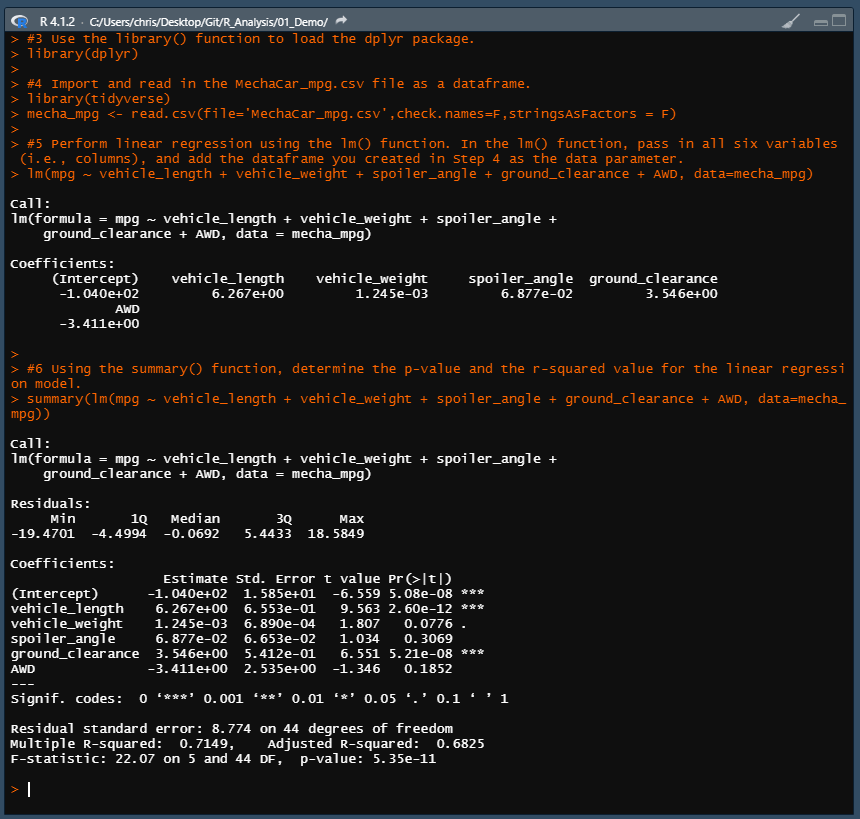 R 4.1.2 · C:/Users/chris/Desktop/Git/R_Analysis/01_Demo/
> #3 Use the library() function to load the dplyr package.
> library(dplyr)
>
> #4 Import and read in the MechaCar_mpg.csv file as a dataframe.
> library(tidyverse)
> mecha_mpg <- read.csv(file='MechaCar_mpg.csv',check.names=F,stringsAsFactors = F)
>
> #5 Perform linear regression using the lm() function. In the lm() function, pass in all six variables
 (i.e., columns), and add the dataframe you created in Step 4 as the data parameter.
> lm(mpg ~ vehicle_length + vehicle_weight + spoiler_angle + ground_clearance + AWD, data=mecha_mpg)

Call:
lm(formula = mpg ~ vehicle_length + vehicle_weight + spoiler_angle +
    ground_clearance + AWD, data = mecha_mpg)

Coefficients:
     (Intercept)    vehicle_length    vehicle_weight     spoiler_angle  ground_clearance
      -1.040e+02         6.267e+00         1.245e-03         6.877e-02         3.546e+00
             AWD
      -3.411e+00

>
> #6 Using the summary() function, determine the p-value and the r-squared value for the linear regressi
on model.
> summary(lm(mpg ~ vehicle_length + vehicle_weight + spoiler_angle + ground_clearance + AWD, data=mecha_
mpg))

Call:
lm(formula = mpg ~ vehicle_length + vehicle_weight + spoiler_angle +
    ground_clearance + AWD, data = mecha_mpg)

Residuals:
     Min       1Q   Median       3Q      Max
-19.4701  -4.4994  -0.0692   5.4433  18.5849

Coefficients:
                   Estimate Std. Error t value Pr(>|t|)
(Intercept)      -1.040e+02  1.585e+01  -6.559 5.08e-08 ***
vehicle_length    6.267e+00  6.553e-01   9.563 2.60e-12 ***
vehicle_weight    1.245e-03  6.890e-04   1.807   0.0776 .
spoiler_angle     6.877e-02  6.653e-02   1.034   0.3069
ground_clearance  3.546e+00  5.412e-01   6.551 5.21e-08 ***
AWD              -3.411e+00  2.535e+00  -1.346   0.1852
---
Signif. codes:  0 ‘***’ 0.001 ‘**’ 0.01 ‘*’ 0.05 ‘.’ 0.1 ‘ ’ 1

Residual standard error: 8.774 on 44 degrees of freedom
Multiple R-squared:  0.7149,	Adjusted R-squared:  0.6825
F-statistic: 22.07 on 5 and 44 DF,  p-value: 5.35e-11

>